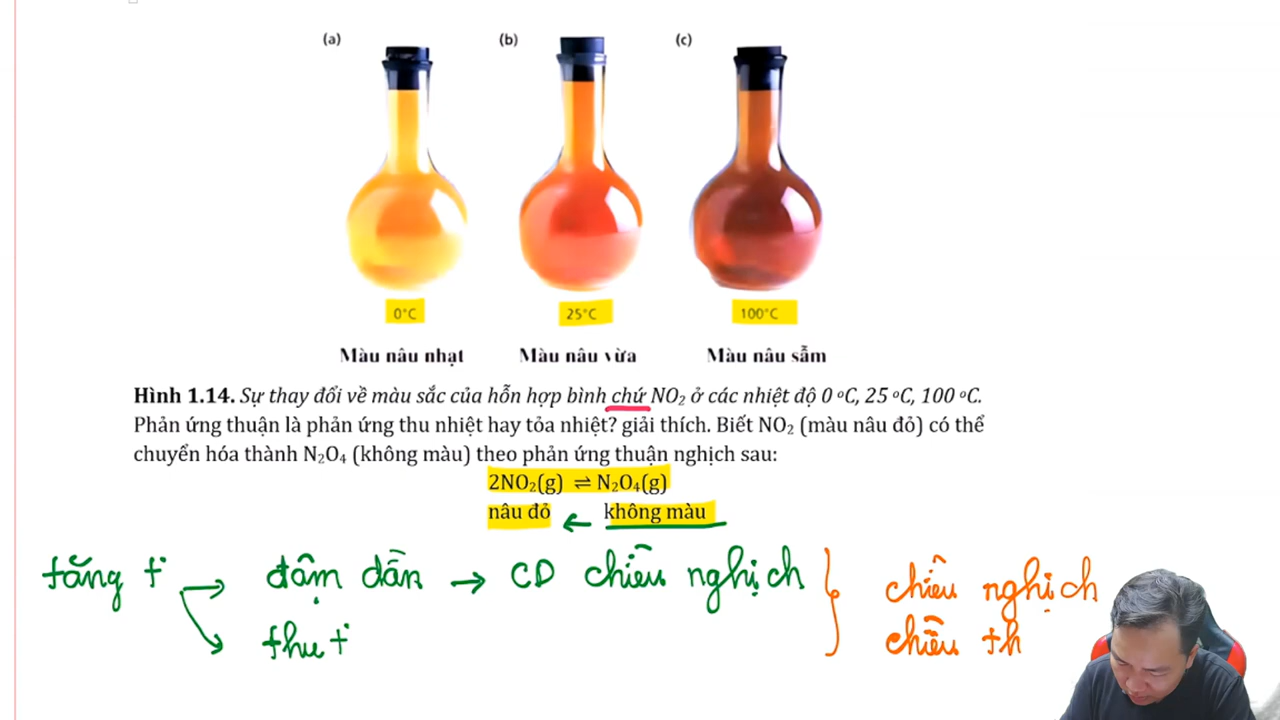 (a) (b) (c)
0°C 25°C 100°C
Màu nâu nhạt Màu nâu vừa Màu nâu sẫm
Hình 1.14. Sự thay đổi về màu sắc của hỗn hợp bình chứ NO₂ ở các nhiệt độ 0 °C, 25 °C, 100 °C.
Phản ứng thuận là phản ứng thu nhiệt hay tỏa nhiệt? giải thích. Biết NO₂ (màu nâu đỏ) có thể
chuyển hóa thành N₂O₄ (không màu) theo phản ứng thuận nghịch sau:
2NO₂(g) ⇌ N₂O₄(g)
nâu đỏ ← không màu
tăng t° → đậm dần → CD chiều nghịch } chiều nghịch
thu t° chiều th